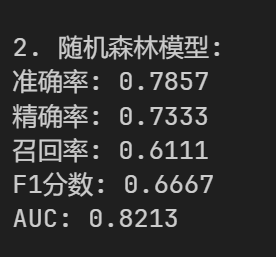 2. 随机森林模型:
准确率: 0.7857
精确率: 0.7333
召回率: 0.6111
F1分数: 0.6667
AUC: 0.8213